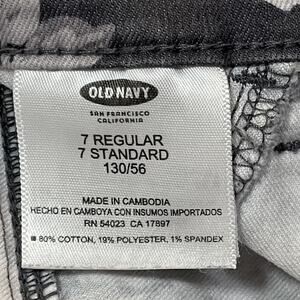 OLD NAVY
SAN FRANCISCO
CALIFORNIA
7 REGULAR
7 STANDARD
130/56
MADE IN CAMBODIA
HECHO EN CAMBOYA CON INSUMOS IMPORTADOS
RN 54023 CA 17897
■ 80% COTTON, 19% POLYESTER, 1% SPANDEX